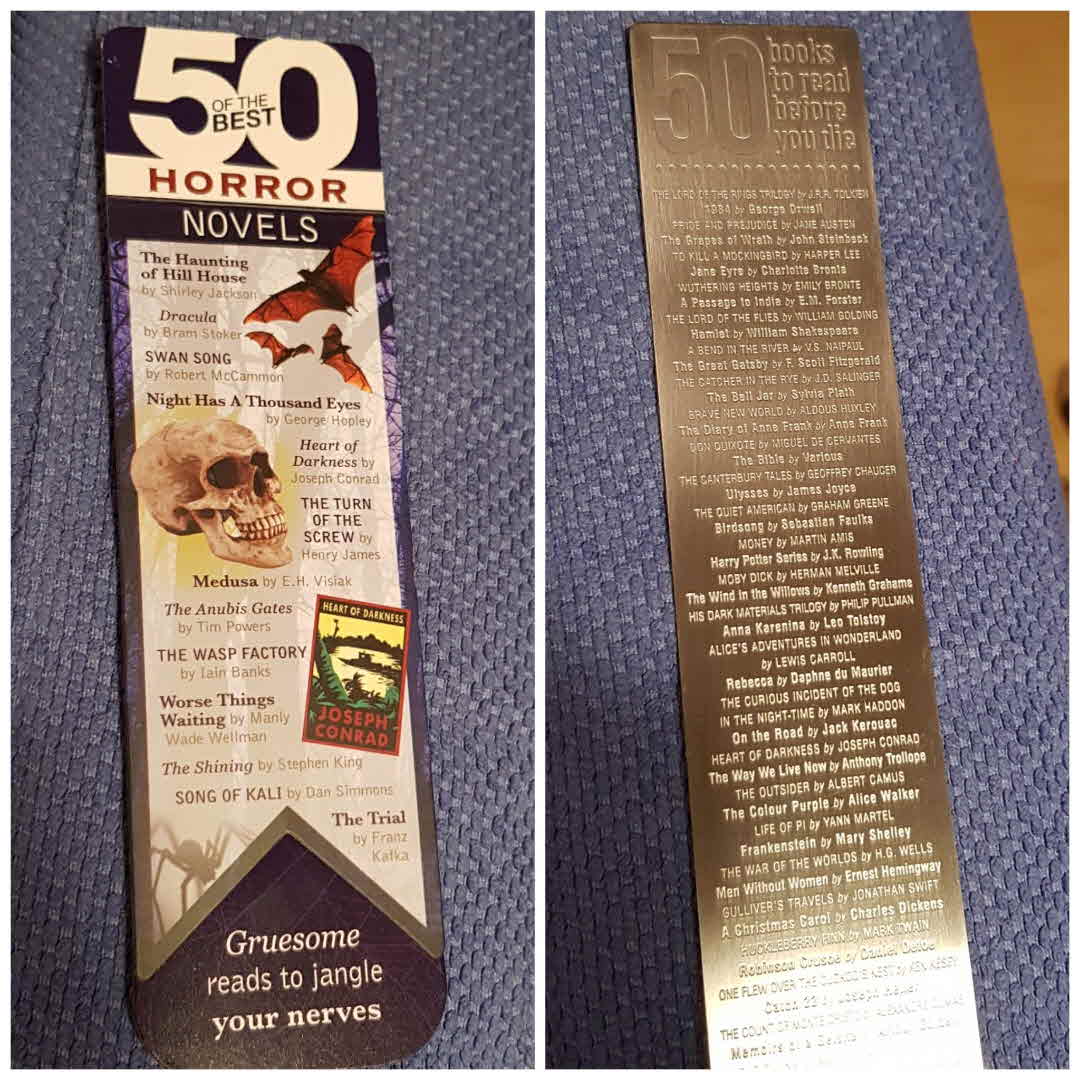 50
OF THE
BEST
HORROR
NOVELS
The Haunting
of Hill House
by Shirley Jackson
Dracula
by Bram Stoker
SWAN SONG
by Robert McCammon
Night Has A Thousand Eyes
by George Hopley
Heart of
Darkness by
Joseph Conrad
THE TURN
OF THE
SCREW by
Henry James
Medusa by E.H. Visiak
The Anubis Gates
by Tim Powers
THE WASP FACTORY
by Iain Banks
HEART OF DARKNESS
JOSEPH
CONRAD
Worse Things
Waiting by Manly
Wade Wellman
The Shining by Stephen King
SONG OF KALI by Dan Simmons
The Trial
by Franz
Kafka
Gruesome
reads to jangle
your nerves
50 books
to read
before
you die
THE LORD OF THE RINGS TRILOGY by J.R.R. TOLKIEN
1984 by George Orwell
PRIDE AND PREJUDICE by JANE AUSTEN
The Grapes of Wrath by John Steinbeck
TO KILL A MOCKINGBIRD by HARPER LEE
Jane Eyre by Charlotte Bronte
WUTHERING HEIGHTS by EMILY BRONTE
A Passage to India by E.M. Forster
THE LORD OF THE FLIES by WILLIAM GOLDING
Hamlet by William Shakespeare
A BEND IN THE RIVER by V.S. NAIPAUL
The Great Gatsby by F. Scott Fitzgerald
THE CATCHER IN THE RYE by J.D. SALINGER
The Bell Jar by Sylvia Plath
BRAVE NEW WORLD by ALDOUS HUXLEY
The Diary of Anne Frank by Anne Frank
DON QUIXOTE by MIGUEL DE CERVANTES
The Bible by Various
THE CANTERBURY TALES by GEOFFREY CHAUCER
Ulysses by James Joyce
THE QUIET AMERICAN by GRAHAM GREENE
Birdsong by Sebastian Faulks
MONEY by MARTIN AMIS
Harry Potter Series by J.K. Rowling
MOBY DICK by HERMAN MELVILLE
The Wind in the Willows by Kenneth Grahame
HIS DARK MATERIALS TRILOGY by PHILIP PULLMAN
Anna Karenina by Leo Tolstoy
ALICE'S ADVENTURES IN WONDERLAND
by LEWIS CARROLL
Rebecca by Daphne du Maurier
THE CURIOUS INCIDENT OF THE DOG
IN THE NIGHT-TIME by MARK HADDON
On the Road by Jack Kerouac
HEART OF DARKNESS by JOSEPH CONRAD
The Way We Live Now by Anthony Trollope
THE OUTSIDER by ALBERT CAMUS
The Colour Purple by Alice Walker
LIFE OF PI by YANN MARTEL
Frankenstein by Mary Shelley
THE WAR OF THE WORLDS by H.G. WELLS
Men Without Women by Ernest Hemingway
GULLIVER'S TRAVELS by JONATHAN SWIFT
A Christmas Carol by Charles Dickens
HUCKLEBERRY FINN by MARK TWAIN
Robinson Crusoe by Daniel Defoe
ONE FLEW OVER THE CUCKOO'S NEST by KEN KESEY
Catch 22 by Joseph Heller
THE COUNT OF MONTE CRISTO by ALEXANDRE DUMAS
Memoirs of a Geisha